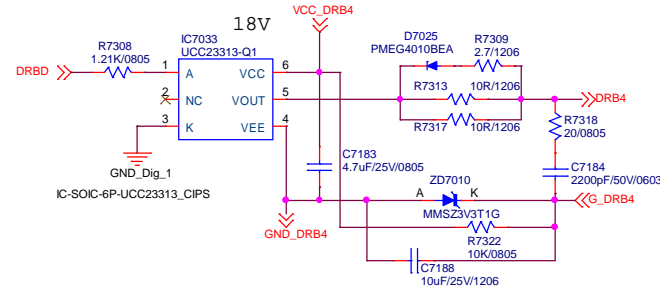 18V
VCC_DRB4
R7308
1.21K/0805
DRBD
IC7033
UCC23313-Q1
1
A
VCC
6
2
NC
VOUT
5
3
K
VEE
4
GND_Dig_1
IC-SOIC-6P-UCC23313_CIPS
D7025
PMEG4010BEA
R7309
2.7/1206
R7313
10R/1206
R7317
10R/1206
DRB4
R7318
20/0805
C7183
4.7uF/25V/0805
C7184
2200pF/50V/0603
ZD7010
A
K
MMSZ3V3T1G
G_DRB4
GND_DRB4
R7322
10K/0805
C7188
10uF/25V/1206